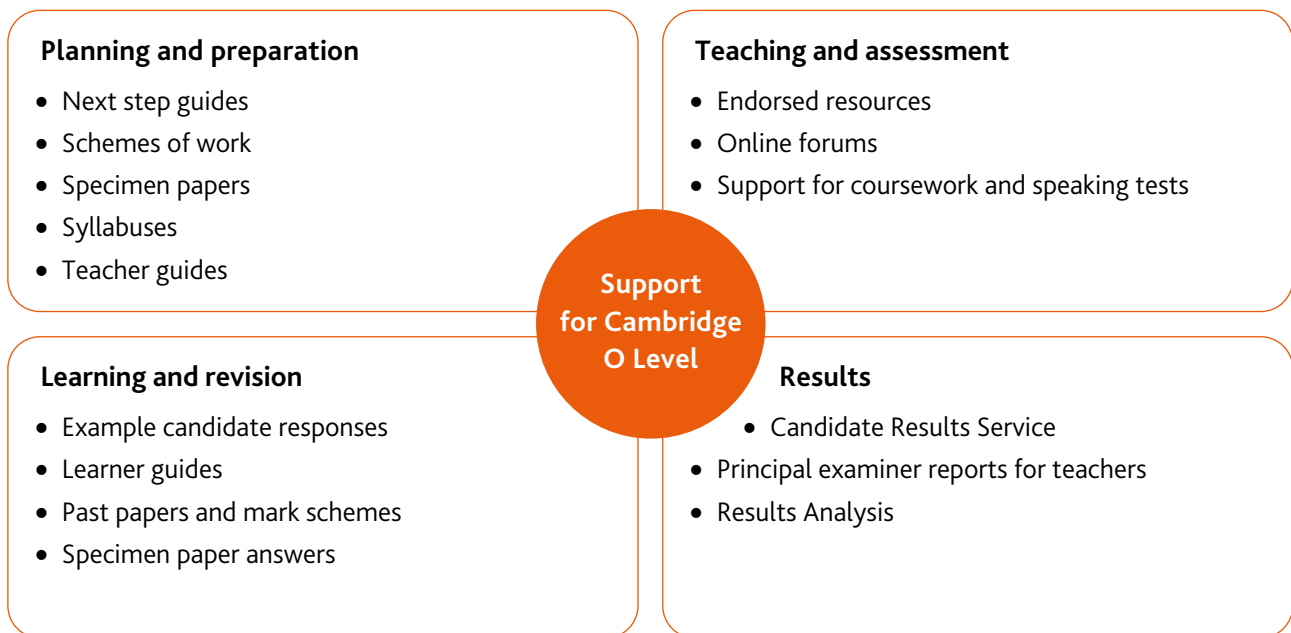 Planning and preparation
• Next step guides
• Schemes of work
• Specimen papers
• Syllabuses
• Teacher guides
Teaching and assessment
• Endorsed resources
• Online forums
• Support for coursework and speaking tests
Support
for Cambridge
O Level
Learning and revision
• Example candidate responses
• Learner guides
• Past papers and mark schemes
• Specimen paper answers
Results
• Candidate Results Service
• Principal examiner reports for teachers
• Results Analysis